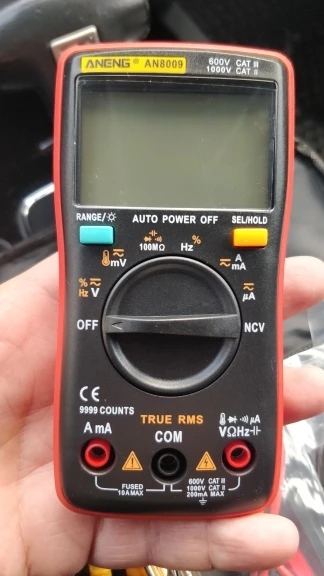 ANENG® AN8009
600V CAT III
1000V CAT II
RANGE/☼ AUTO POWER OFF SEL/HOLD
%
100MΩ Hz
mV
A
mA
%
Hz V
µA
OFF
NCV
CE
9999 COUNTS
TRUE RMS
A mA
COM
µA
VΩHz
FUSED
10A MAX
600V CAT III
1000V CAT II
200mA MAX